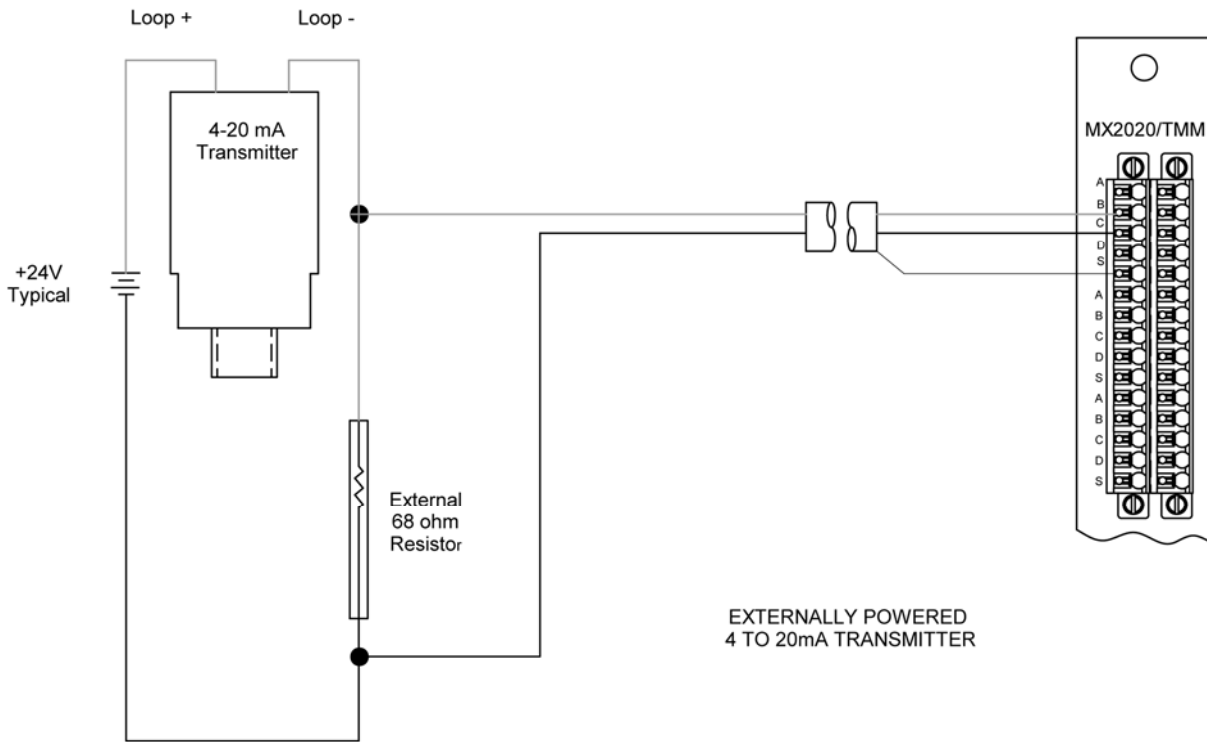 Loop +
Loop -
4-20 mA
Transmitter
+24V
Typical
External
68 ohm
Resistor
EXTERNALLY POWERED
4 TO 20mA TRANSMITTER
MX2020/TMM
A
B
C
D
S
A
B
C
D
S
A
B
C
D
S